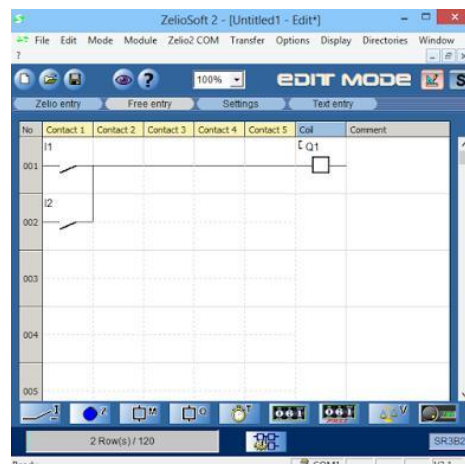 ZelioSoft 2 - [Untitled1 - Edit*]
File Edit Mode Module Zelio2 COM Transfer Options Display Directories Window
?
? 100% EDIT MODE S
Zelio entry Free entry Settings Text entry
No Contact 1 Contact 2 Contact 3 Contact 4 Contact 5 Coil Comment
I1 [ Q1
001
I2
002
003
004
005
I Z M Q T V
2 Row(s) / 120 SR3B2